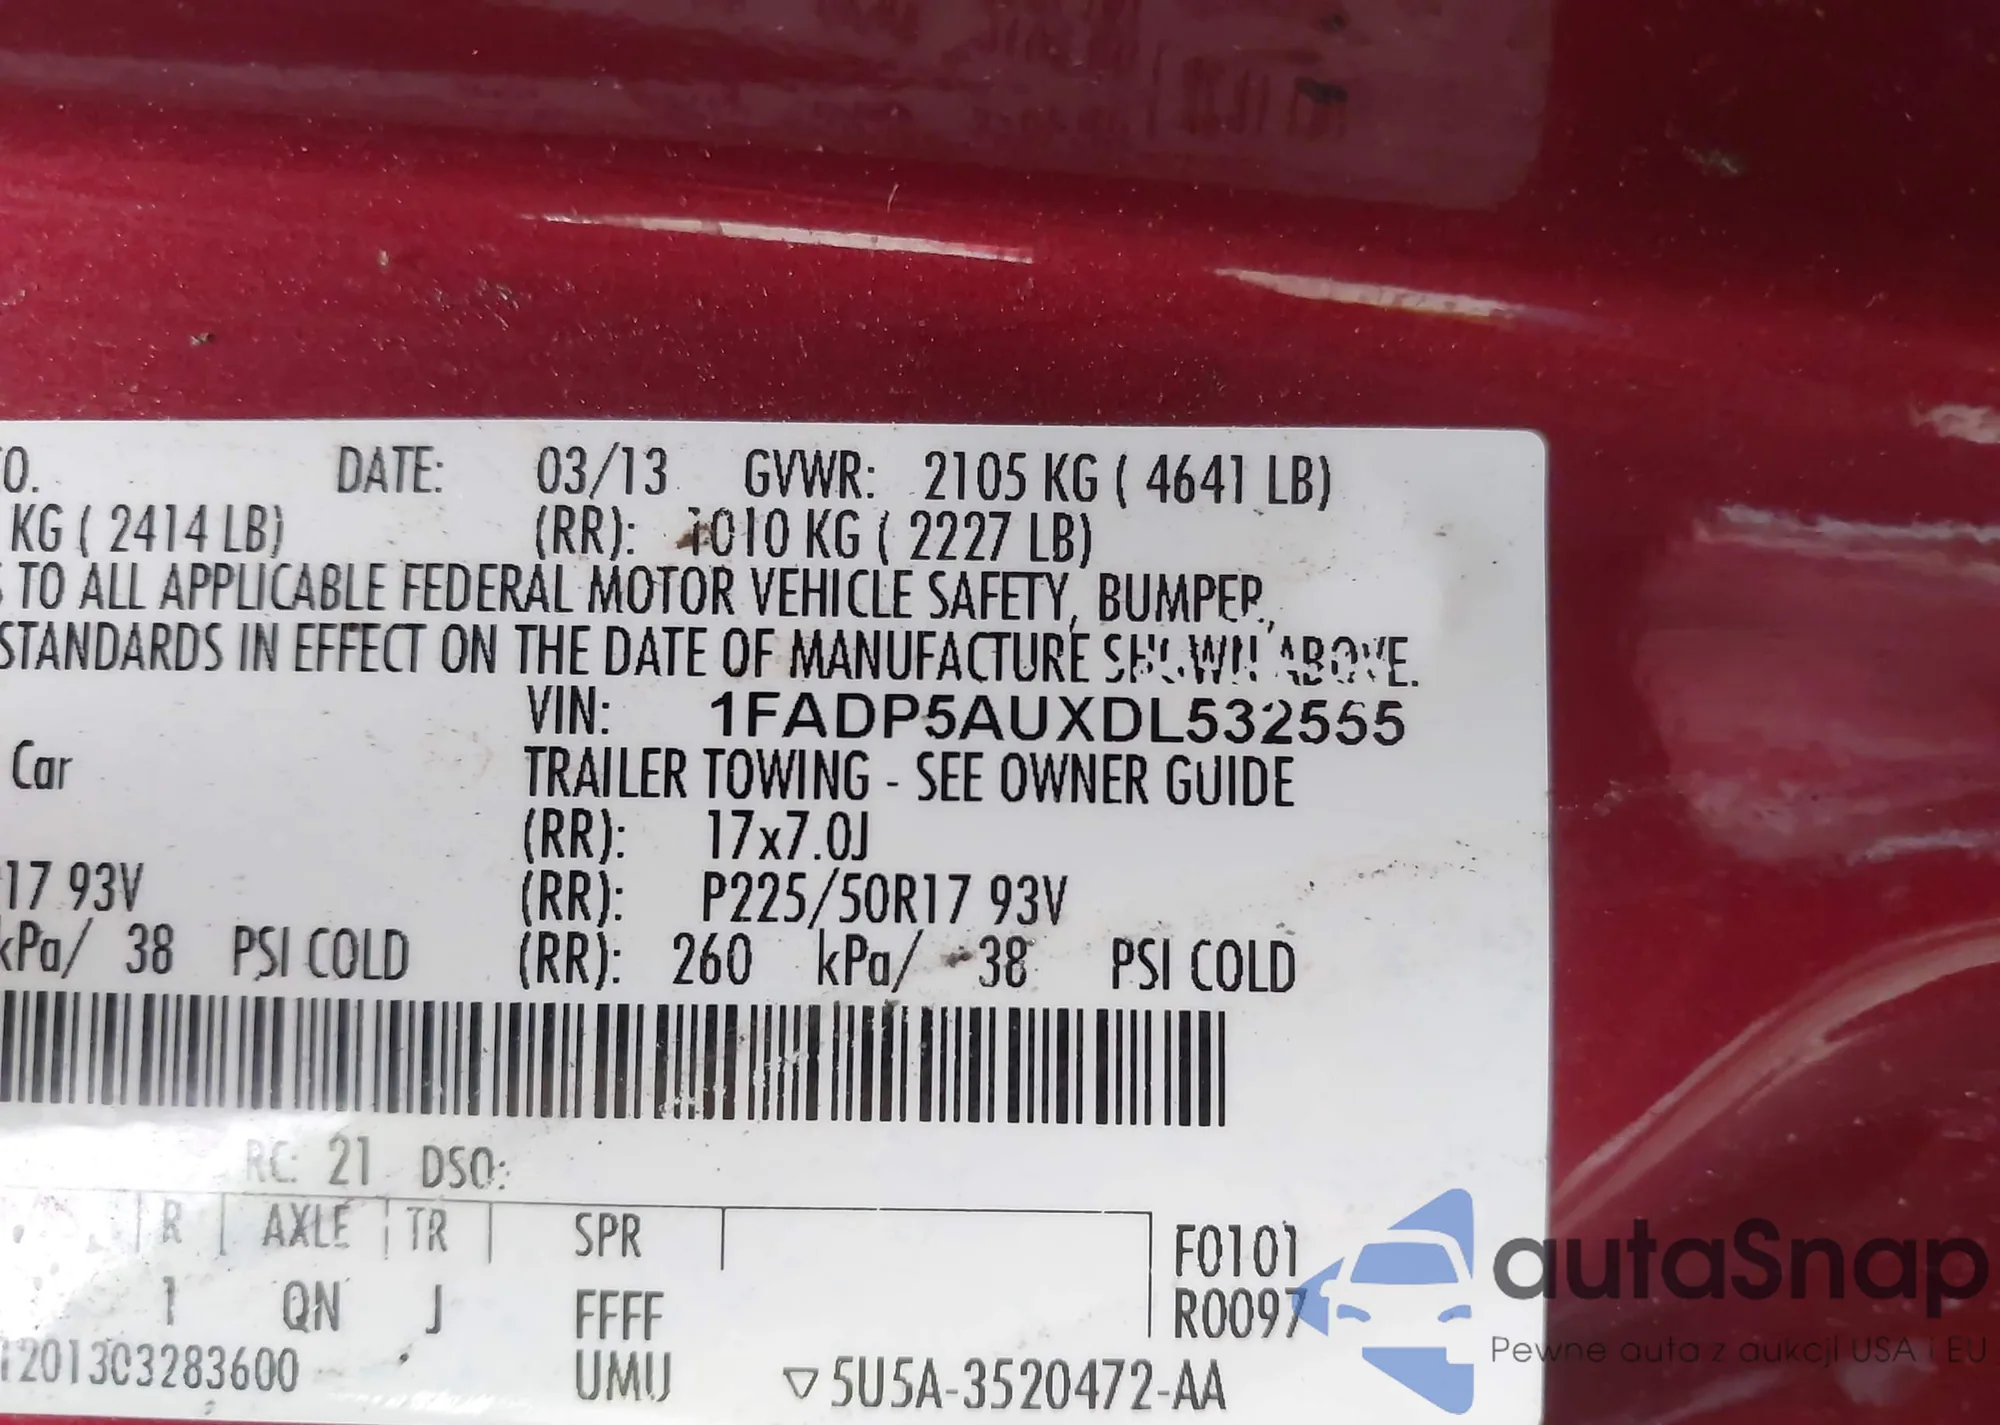 O. DATE: 03/13 GVWR: 2105 KG ( 4641 LB)
KG ( 2414 LB) (RR): 1010 KG ( 2227 LB)
TO ALL APPLICABLE FEDERAL MOTOR VEHICLE SAFETY, BUMPER,
STANDARDS IN EFFECT ON THE DATE OF MANUFACTURE SHOWN ABOVE.
VIN: 1FADP5AUXDL532555
Car TRAILER TOWING - SEE OWNER GUIDE
(RR): 17x7.0J
17 93V (RR): P225/50R17 93V
kPa/ 38 PSI COLD (RR): 260 kPa/ 38 PSI COLD
RC: 21 DSO:
R AXLE TR SPR F0101
1 QN J FFFF R0097
1201303283600 UMU ▽5U5A-3520472-AA
autaSnap
Pewne auta z aukcji USA i EU